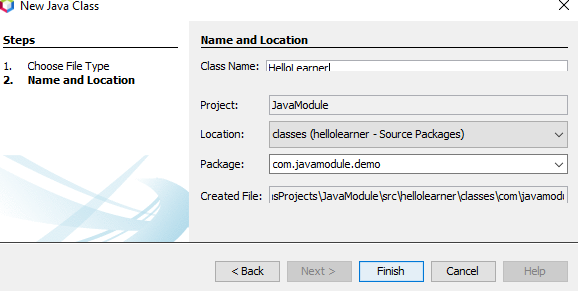 New Java Class
Steps
1. Choose File Type
2. Name and Location
Name and Location
Class Name: HelloLearner
Project: JavaModule
Location: classes (hellolearner - Source Packages)
Package: com.javamodule.demo
Created File: ısProjects\JavaModule\src\hellolearner\classes\com\javamodu
< Back Next > Finish Cancel Help